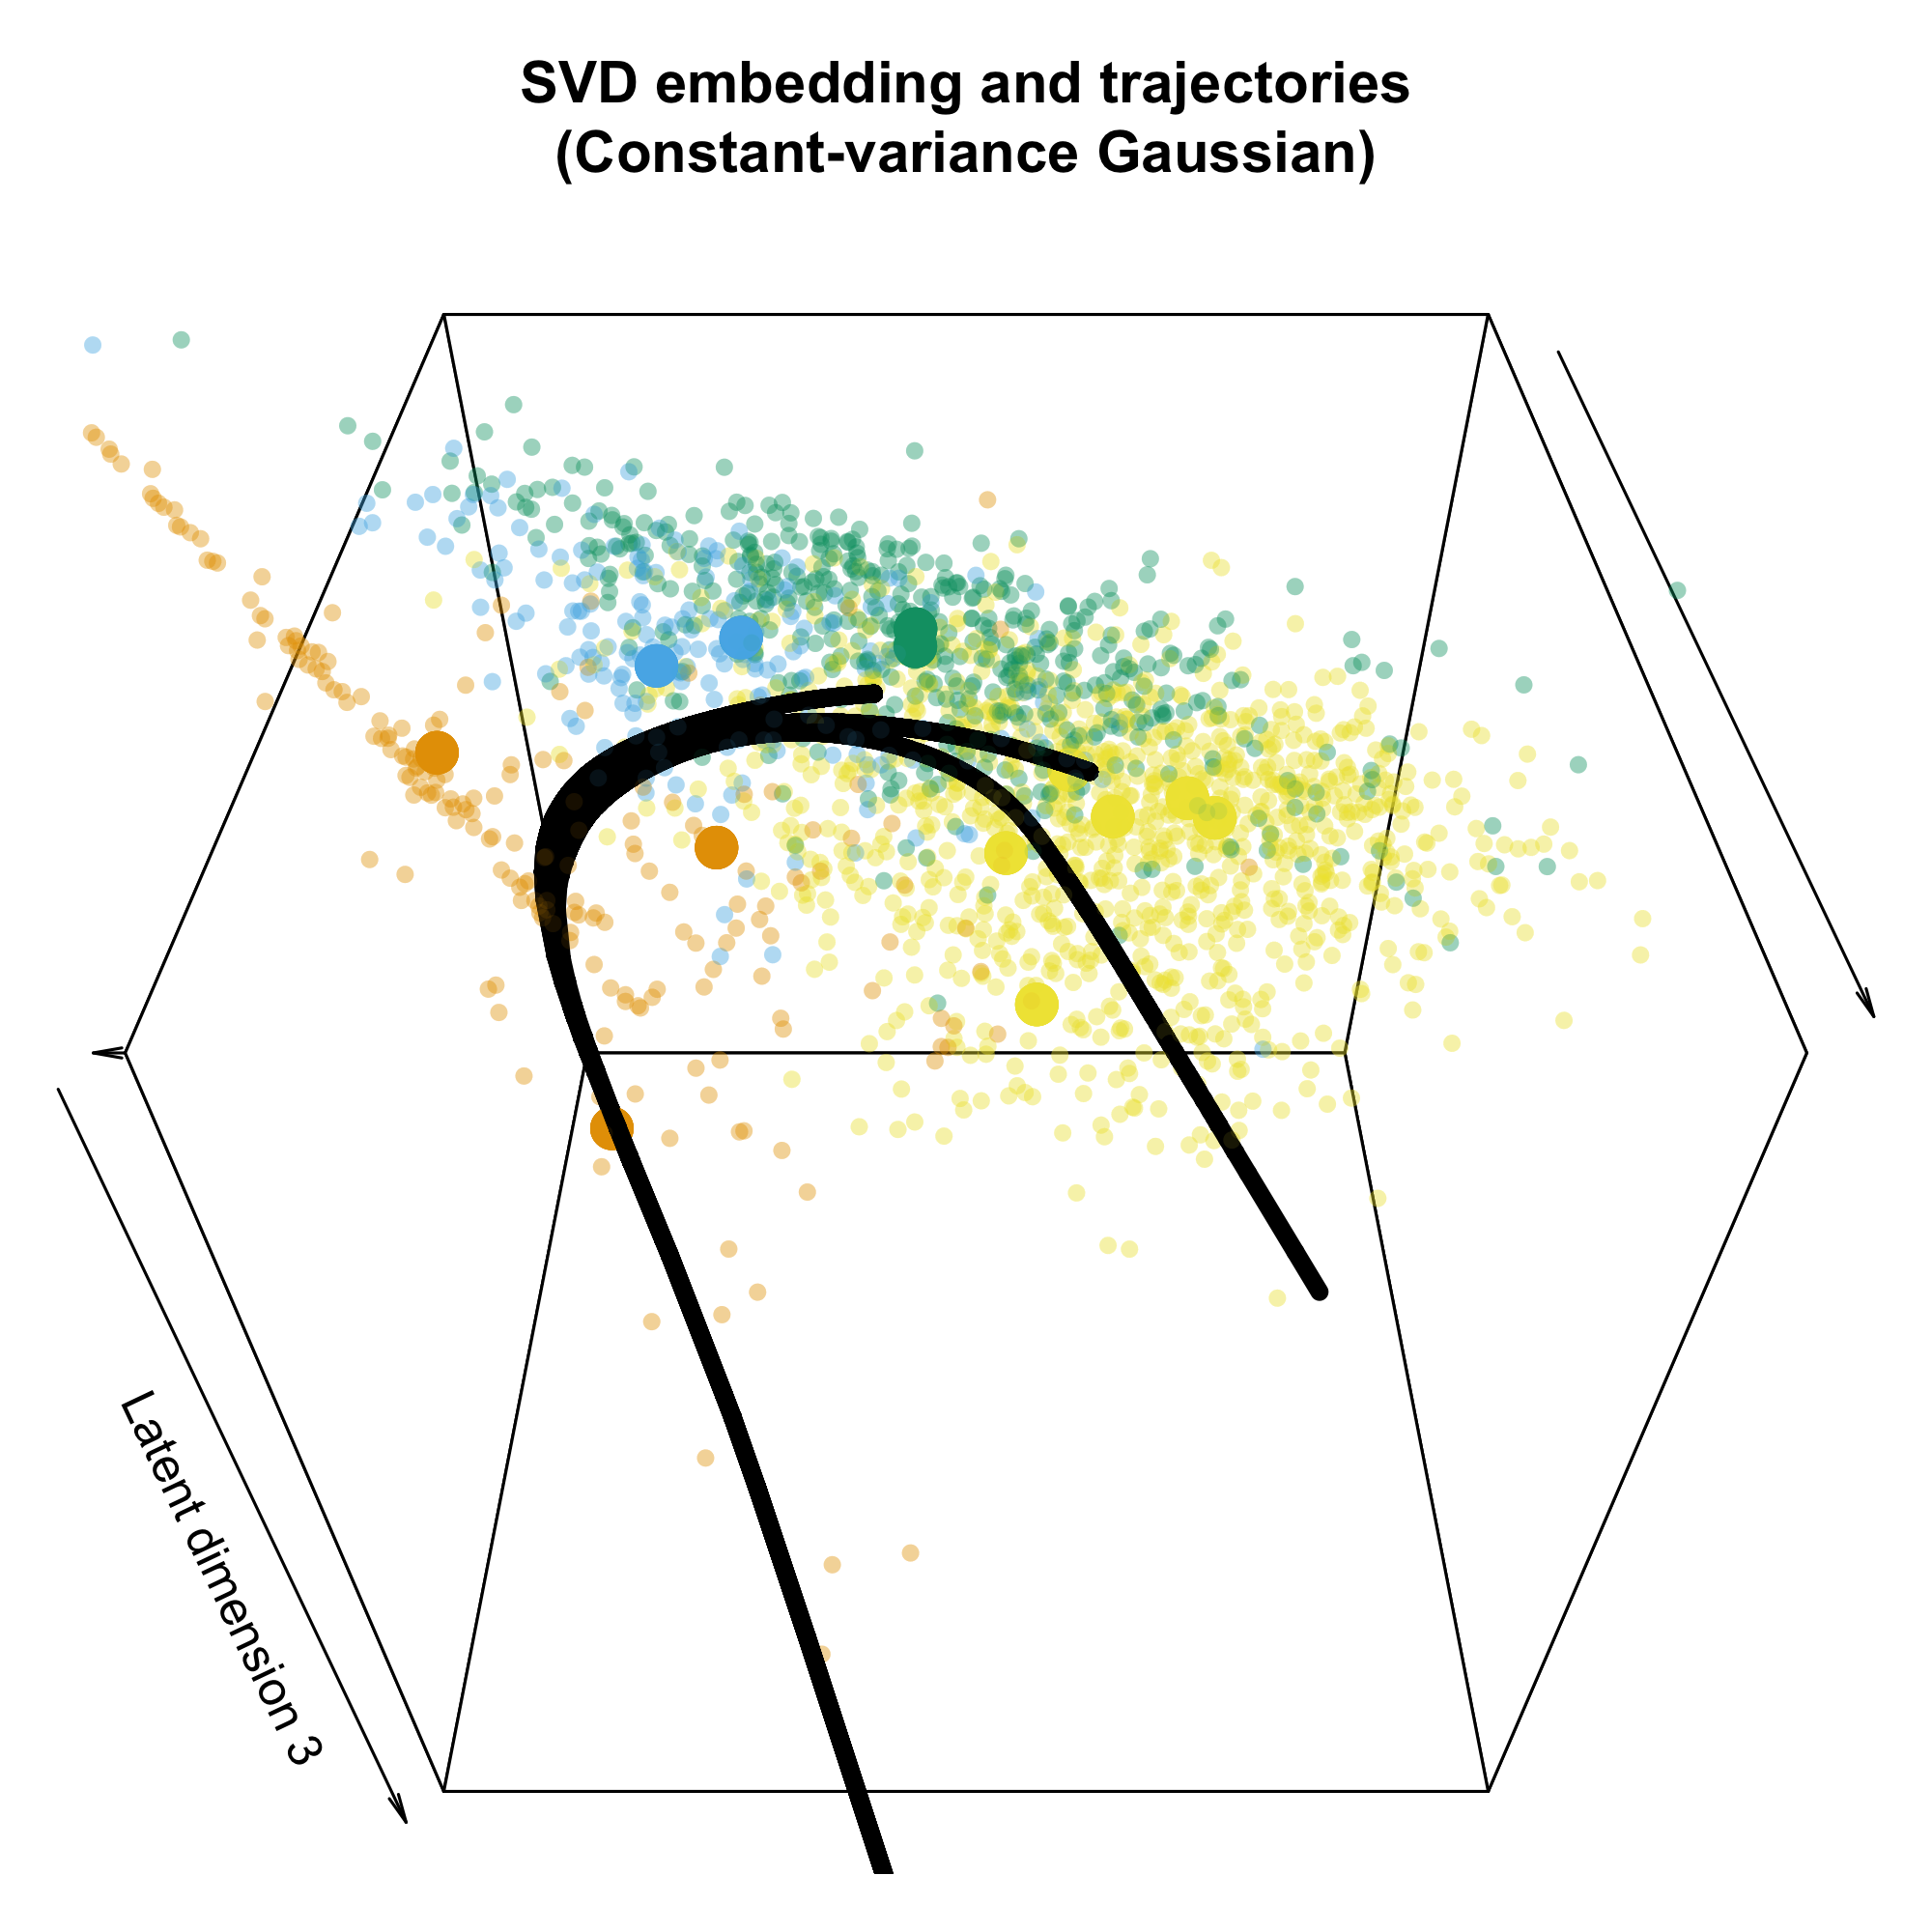 SVD embedding and trajectories
(Constant-variance Gaussian)
Latent dimension 3